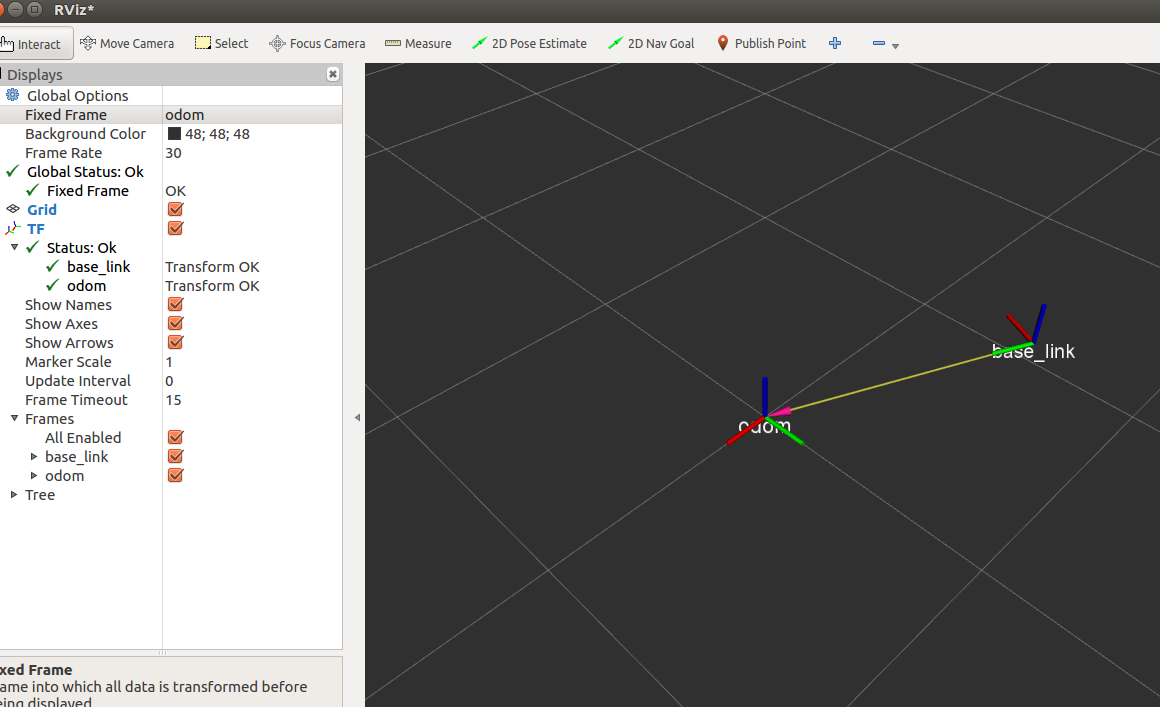 RViz*
Interact Move Camera Select Focus Camera Measure 2D Pose Estimate 2D Nav Goal Publish Point
Displays
Global Options
Fixed Frame odom
Background Color 48; 48; 48
Frame Rate 30
Global Status: Ok
Fixed Frame OK
Grid
TF
Status: Ok
base_link Transform OK
odom Transform OK
Show Names
Show Axes
Show Arrows
Marker Scale 1
Update Interval 0
Frame Timeout 15
Frames
All Enabled
base_link
odom
Tree
xed Frame
ame into which all data is transformed before
eing displayed
base_link
odom